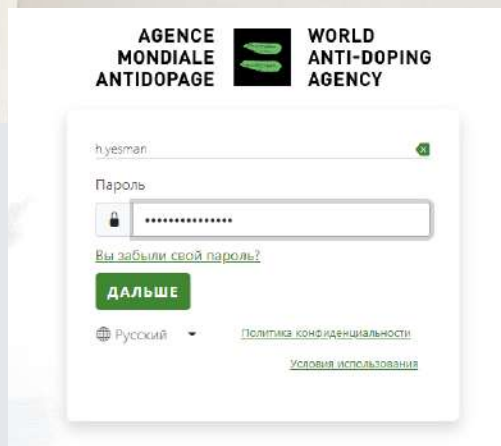 AGENCE
MONDIALE
ANTIDOPAGE
WORLD
ANTI-DOPING
AGENCY
h.yesman
Пароль
•••••••••••••••
Вы забыли свой пароль?
ДАЛЬШЕ
Русский
Политика конфиденциальности
Условия использования